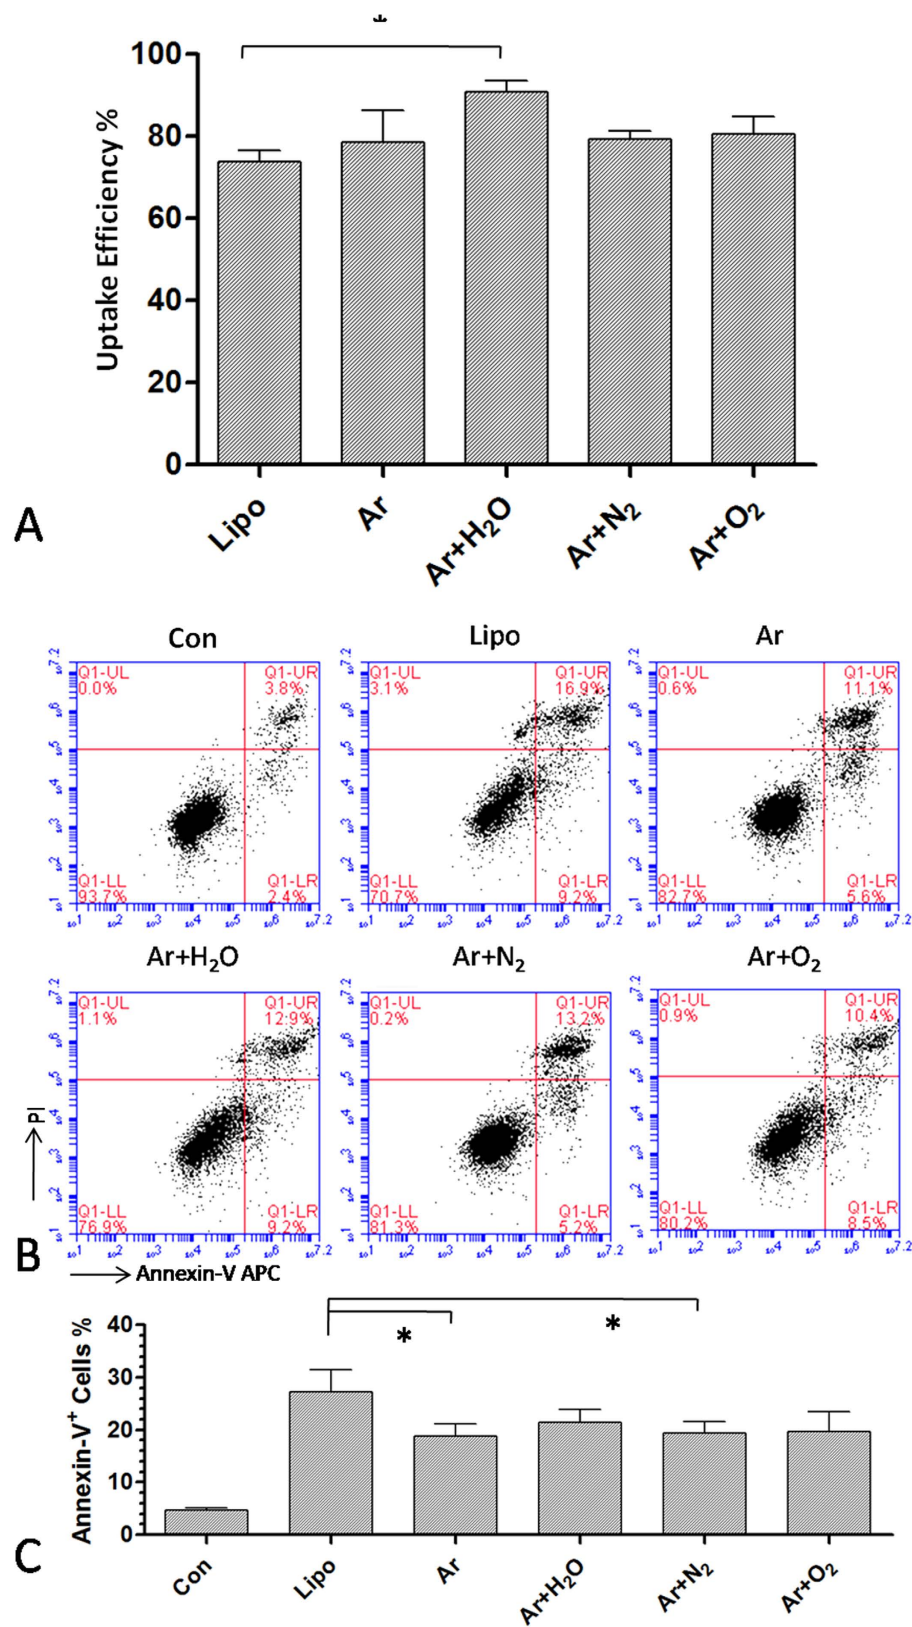 *
Uptake Efficiency %
100
80
60
40
20
0
Lipo
Ar
Ar+H₂O
Ar+N₂
Ar+O₂
A
Con
Lipo
Ar
Q1-UL
0.0%
Q1-UR
3.8%
Q1-LL
93.7%
Q1-LR
2.4%
Q1-UL
3.1%
Q1-UR
16.9%
Q1-LL
70.7%
Q1-LR
9.2%
Q1-UL
0.6%
Q1-UR
11.1%
Q1-LL
82.7%
Q1-LR
5.6%
Ar+H₂O
Ar+N₂
Ar+O₂
Q1-UL
1.1%
Q1-UR
12.9%
Q1-LL
76.9%
Q1-LR
9.2%
Q1-UL
0.2%
Q1-UR
13.2%
Q1-LL
81.3%
Q1-LR
5.2%
Q1-UL
0.9%
Q1-UR
10.4%
Q1-LL
80.2%
Q1-LR
8.5%
PI
B
Annexin-V APC
Annexin-V⁺ Cells %
40
30
20
10
0
*
*
Con
Lipo
Ar
Ar+H₂O
Ar+N₂
Ar+O₂
C